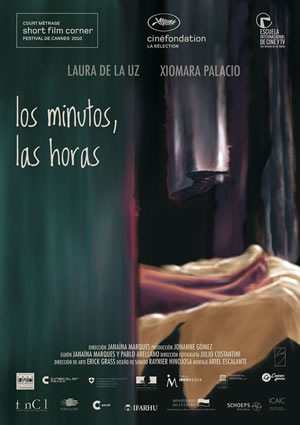 COURT MÉTRAGE
short film corner
FESTIVAL DE CANNES 2010
cinéfondation
LA SÉLECTION
ESCUELA
INTERNACIONAL
DE CINE Y TV
LAURA DE LA UZ XIOMARA PALACIO
los minutos,
las horas
DIRECCIÓN JANAÍNA MARQUES PRODUCCIÓN JOHANNE GÓMEZ
GUIÓN JANAÍNA MARQUES Y PABLO ARELLANO DIRECCIÓN FOTOGRAFÍA JULIO COSTANTINI
DIRECCIÓN DE ARTE ERICK GRASS DISEÑO DE SONIDO RAYNIER HINOJOSA MONTAJE ARIEL ESCALANTE
IFARHU
SCHOEPS
ICAIC